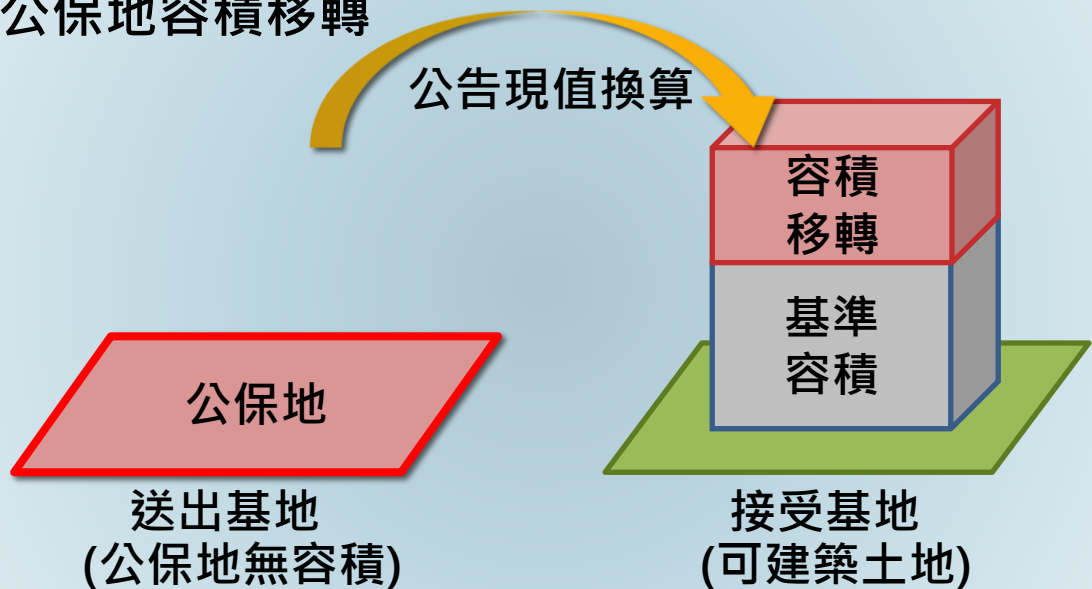 公保地容積移轉
公告現值換算
容積
移轉
基準
容積
公保地
送出基地
(公保地無容積)
接受基地
(可建築土地)